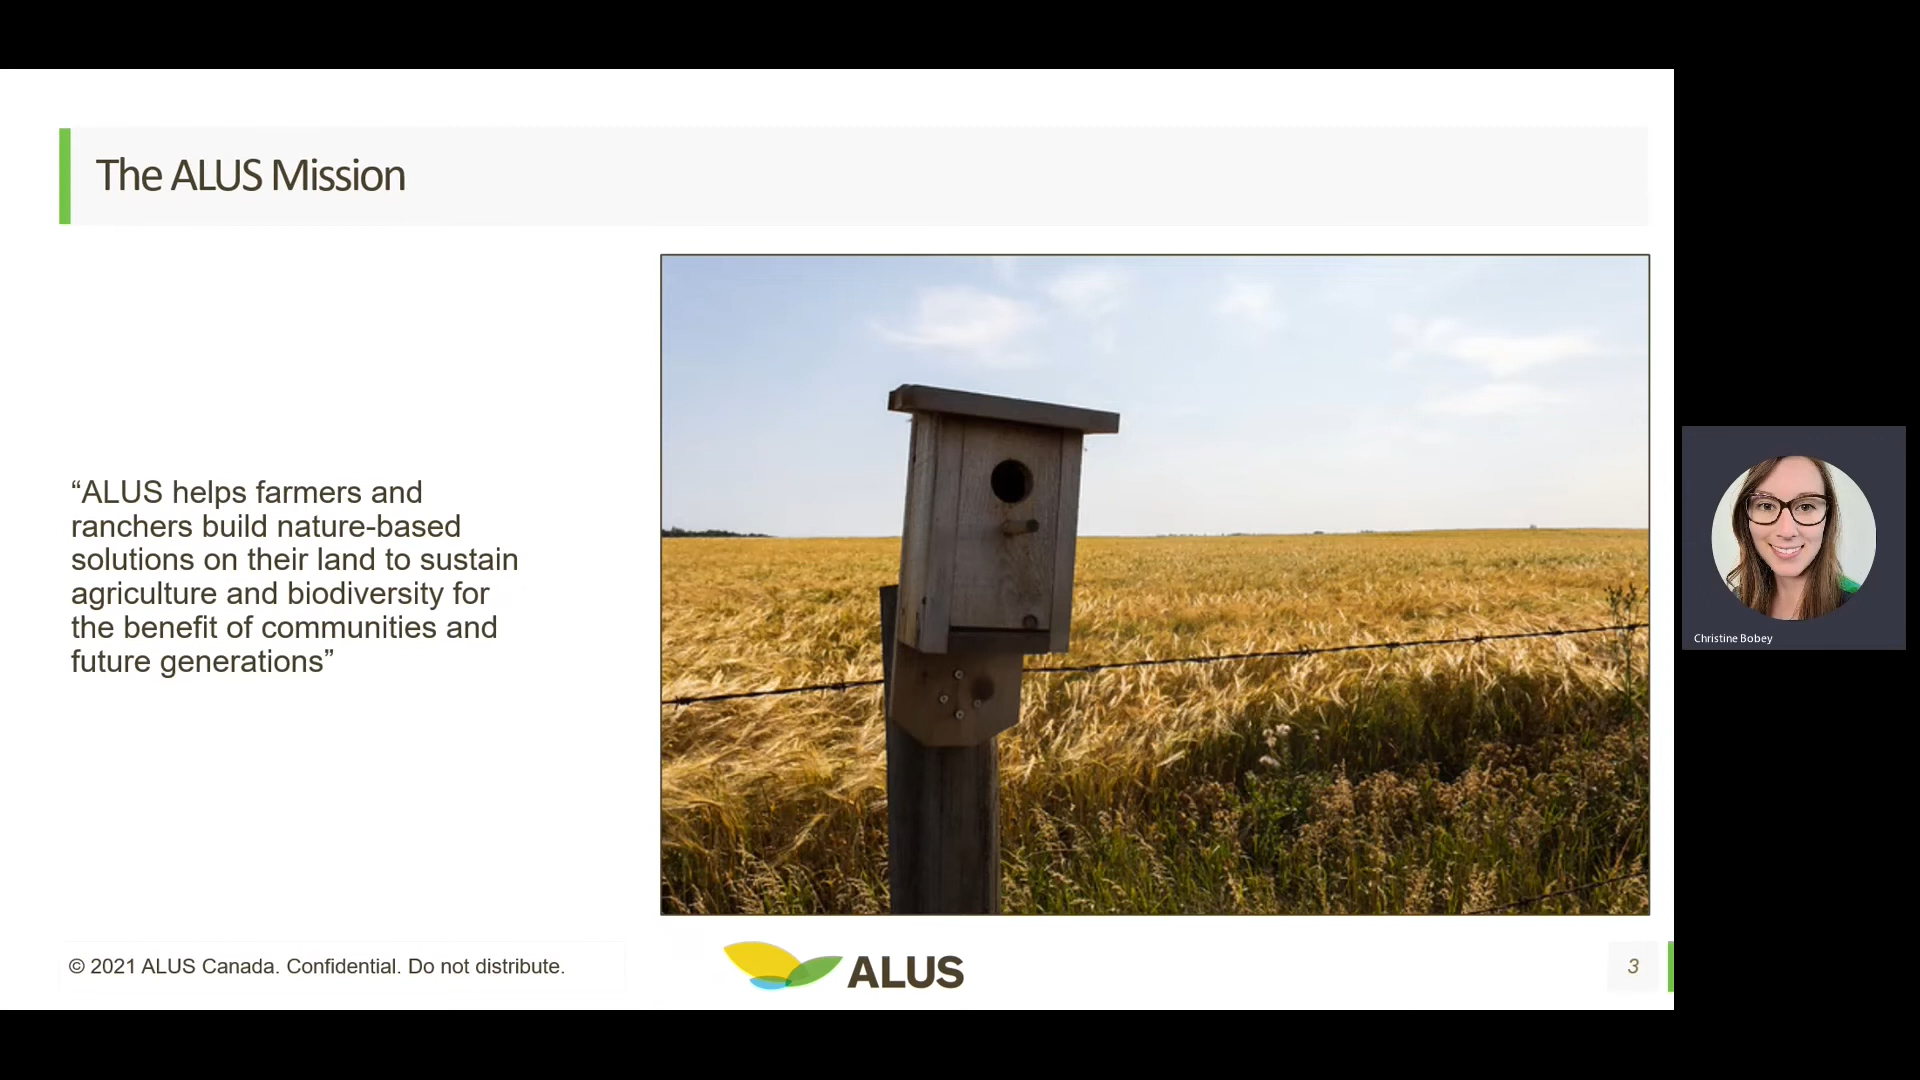 The ALUS Mission
“ALUS helps farmers and
ranchers build nature-based
solutions on their land to sustain
agriculture and biodiversity for
the benefit of communities and
future generations”
© 2021 ALUS Canada. Confidential. Do not distribute.
ALUS
3
Christine Bobey